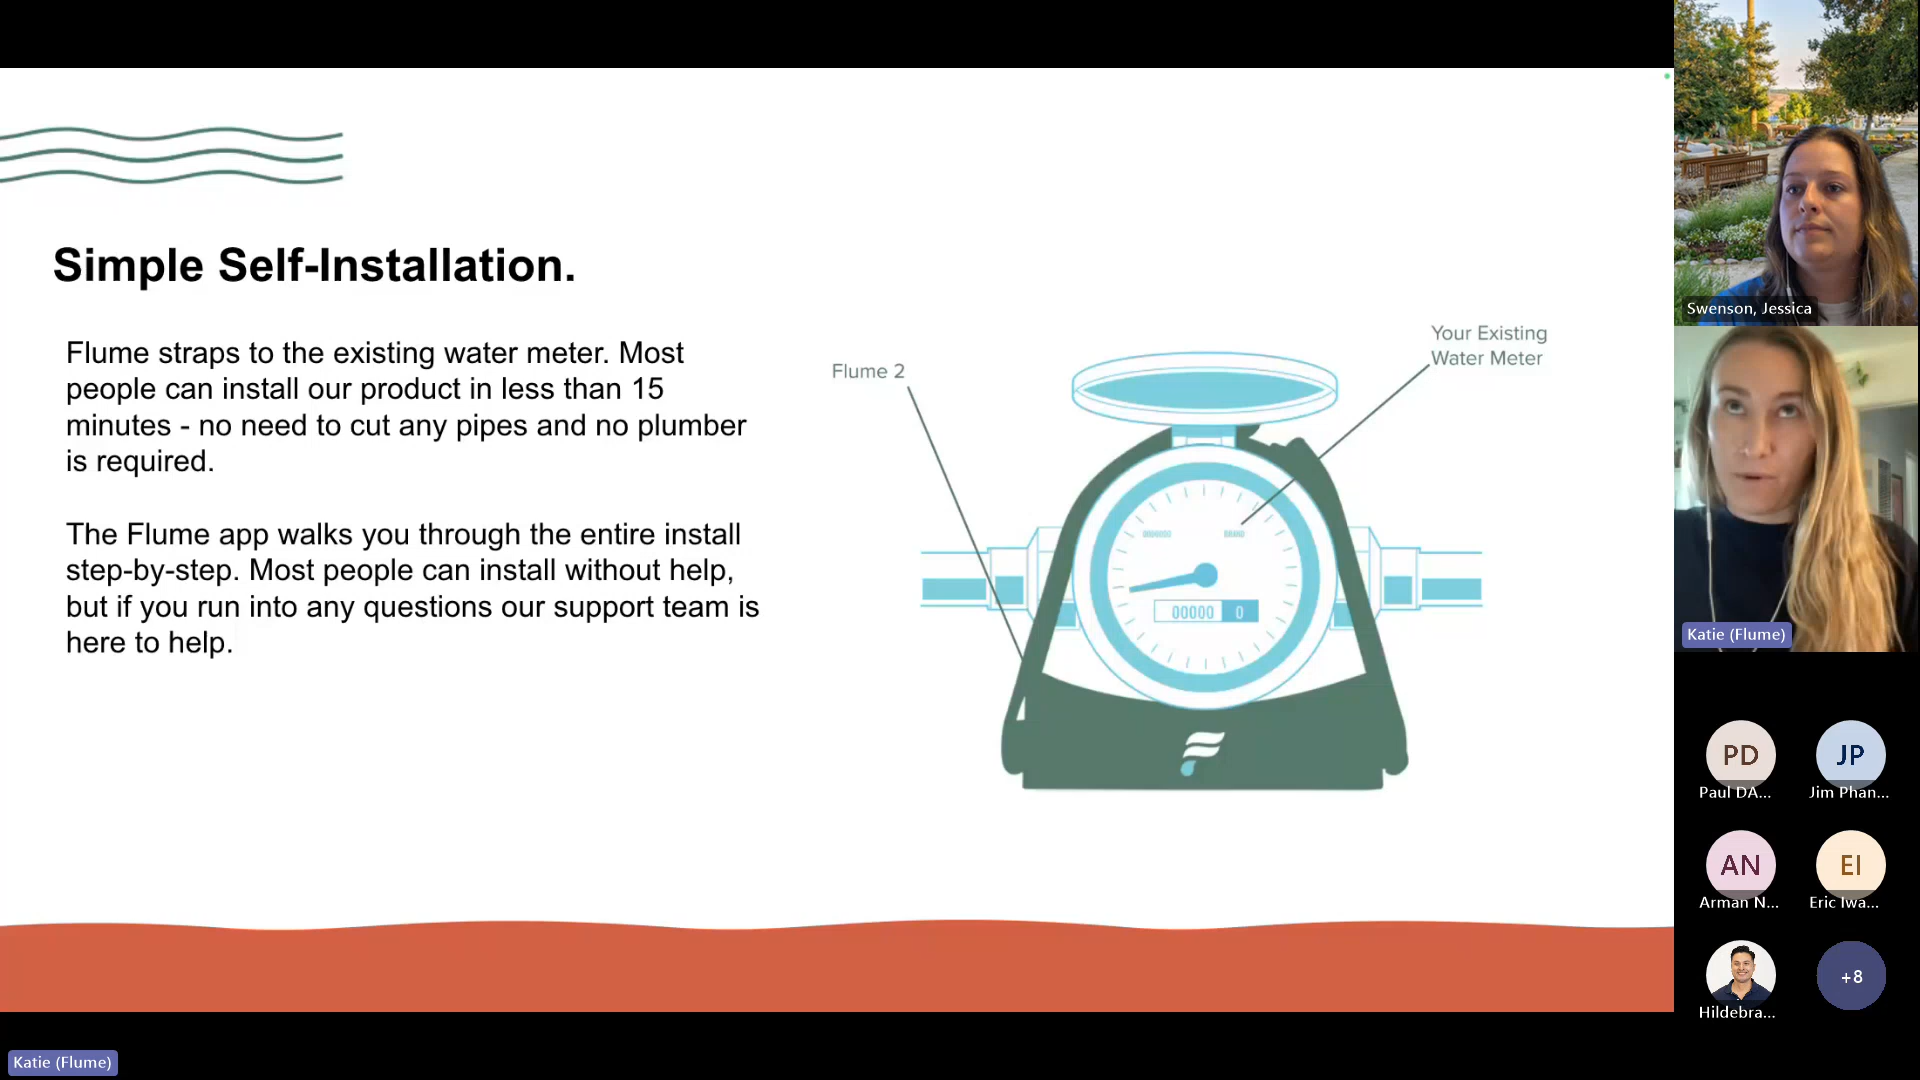 Simple Self-Installation.
Flume straps to the existing water meter. Most
people can install our product in less than 15
minutes - no need to cut any pipes and no plumber
is required.
The Flume app walks you through the entire install
step-by-step. Most people can install without help,
but if you run into any questions our support team is
here to help.
Flume 2
Your Existing
Water Meter
0000000
BRAND
00000 0
Swenson, Jessica
Katie (Flume)
PD
Paul DA...
JP
Jim Phan...
AN
Arman N...
EI
Eric Iwa...
Hildebra...
+8
Katie (Flume)